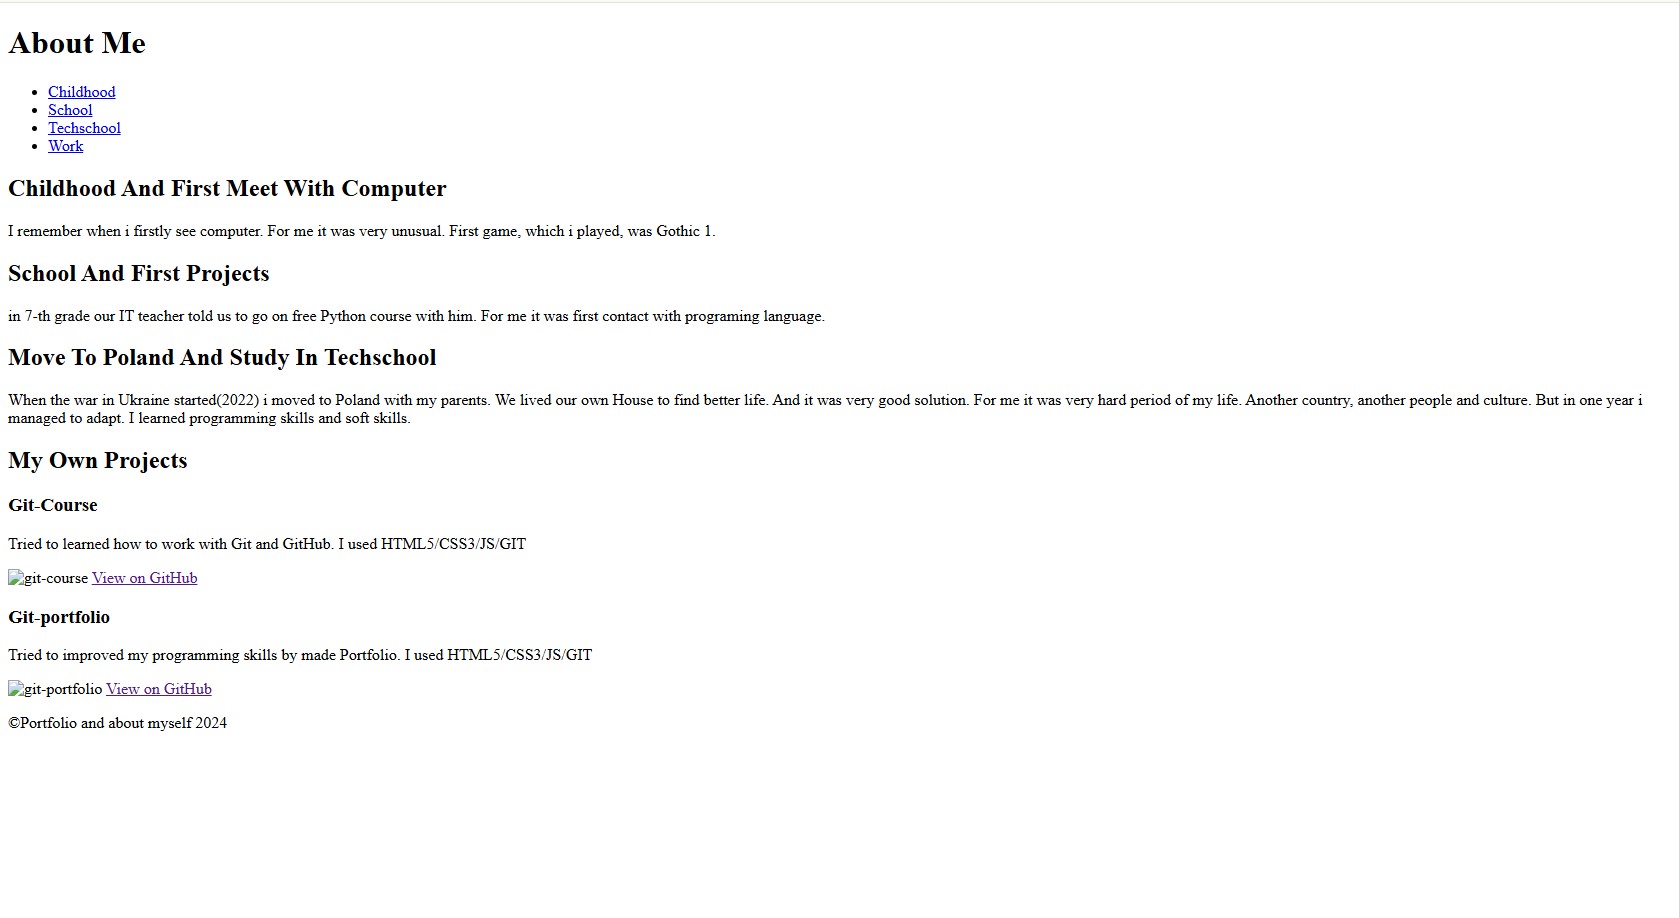 About Me
Childhood
School
Techschool
Work
Childhood And First Meet With Computer
I remember when i firstly see computer. For me it was very unusual. First game, which i played, was Gothic 1.
School And First Projects
in 7-th grade our IT teacher told us to go on free Python course with him. For me it was first contact with programing language.
Move To Poland And Study In Techschool
When the war in Ukraine started(2022) i moved to Poland with my parents. We lived our own House to find better life. And it was very good solution. For me it was very hard period of my life. Another country, another people and culture. But in one year i
managed to adapt. I learned programming skills and soft skills.
My Own Projects
Git-Course
Tried to learned how to work with Git and GitHub. I used HTML5/CSS3/JS/GIT
git-course View on GitHub
Git-portfolio
Tried to improved my programming skills by made Portfolio. I used HTML5/CSS3/JS/GIT
git-portfolio View on GitHub
©Portfolio and about myself 2024